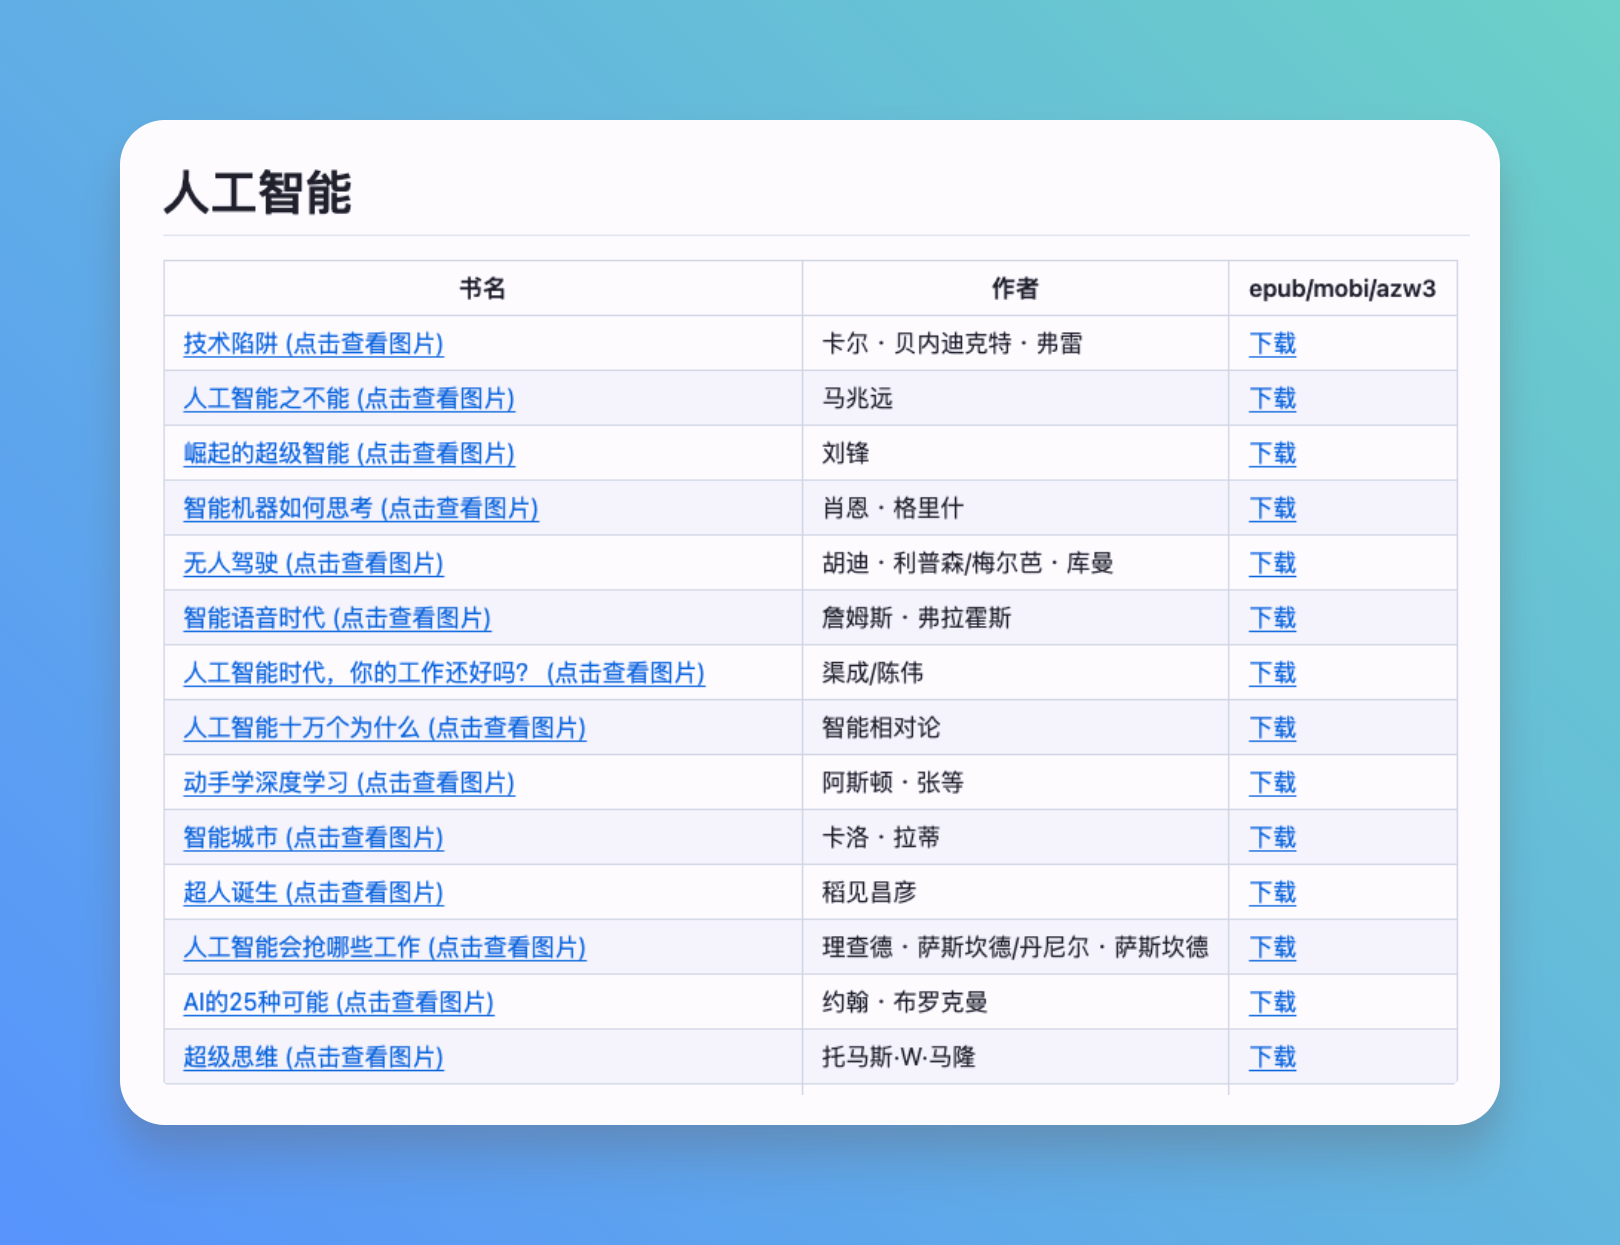 人工智能
书名 作者 epub/mobi/azw3
技术陷阱 (点击查看图片) 卡尔·贝内迪克特·弗雷 下载
人工智能之不能 (点击查看图片) 马兆远 下载
崛起的超级智能 (点击查看图片) 刘锋 下载
智能机器如何思考 (点击查看图片) 肖恩·格里什 下载
无人驾驶 (点击查看图片) 胡迪·利普森/梅尔芭·库曼 下载
智能语音时代 (点击查看图片) 詹姆斯·弗拉霍斯 下载
人工智能时代，你的工作还好吗？ (点击查看图片) 渠成/陈伟 下载
人工智能十万个为什么 (点击查看图片) 智能相对论 下载
动手学深度学习 (点击查看图片) 阿斯顿·张等 下载
智能城市 (点击查看图片) 卡洛·拉蒂 下载
超人诞生 (点击查看图片) 稻见昌彦 下载
人工智能会抢哪些工作 (点击查看图片) 理查德·萨斯坎德/丹尼尔·萨斯坎德 下载
AI的25种可能 (点击查看图片) 约翰·布罗克曼 下载
超级思维 (点击查看图片) 托马斯·W·马隆 下载